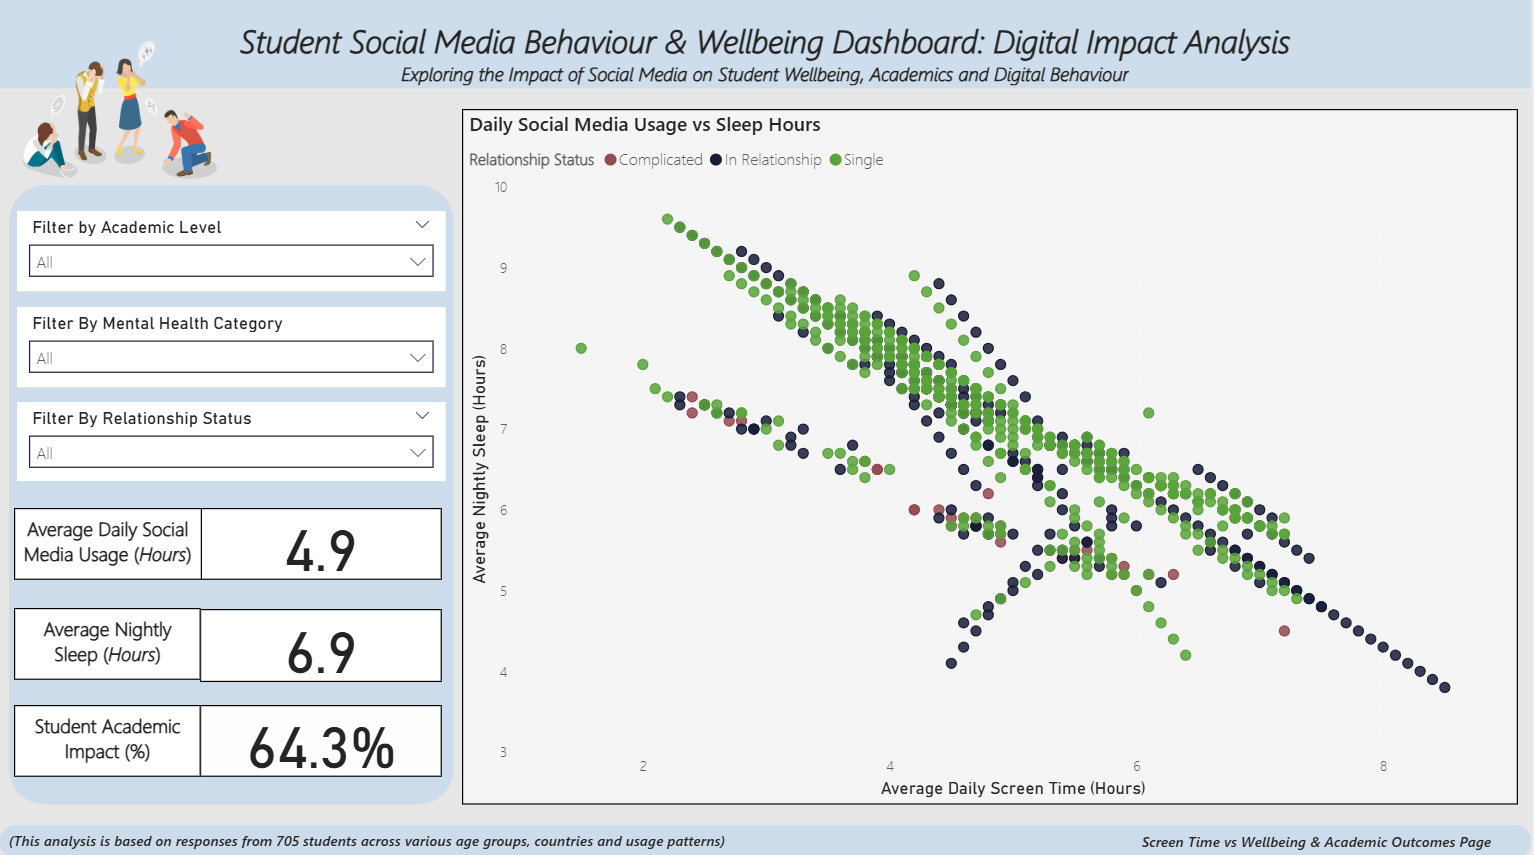 Student Social Media Behaviour & Wellbeing Dashboard: Digital Impact Analysis
Exploring the Impact of Social Media on Student Wellbeing, Academics and Digital Behaviour
Filter by Academic Level
All
Filter By Mental Health Category
All
Filter By Relationship Status
All
Average Daily Social
Media Usage (Hours)
4.9
Average Nightly
Sleep (Hours)
6.9
Student Academic
Impact (%)
64.3%
Daily Social Media Usage vs Sleep Hours
Relationship Status Complicated In Relationship Single
Average Nightly Sleep (Hours)
10
9
8
7
6
5
4
3
2 4 6 8
Average Daily Screen Time (Hours)
(This analysis is based on responses from 705 students across various age groups, countries and usage patterns)
Screen Time vs Wellbeing & Academic Outcomes Page